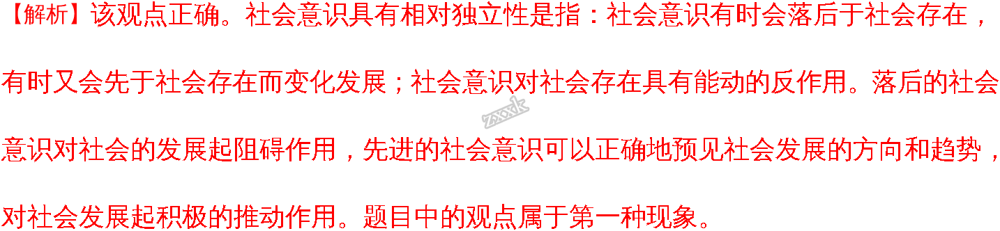 【解析】该观点正确。社会意识具有相对独立性是指：社会意识有时会落后于社会存在，
有时又会先于社会存在而变化发展；社会意识对社会存在具有能动的反作用。落后的社会
zxxk
意识对社会的发展起阻碍作用，先进的社会意识可以正确地预见社会发展的方向和趋势，
对社会发展起积极的推动作用。题目中的观点属于第一种现象。